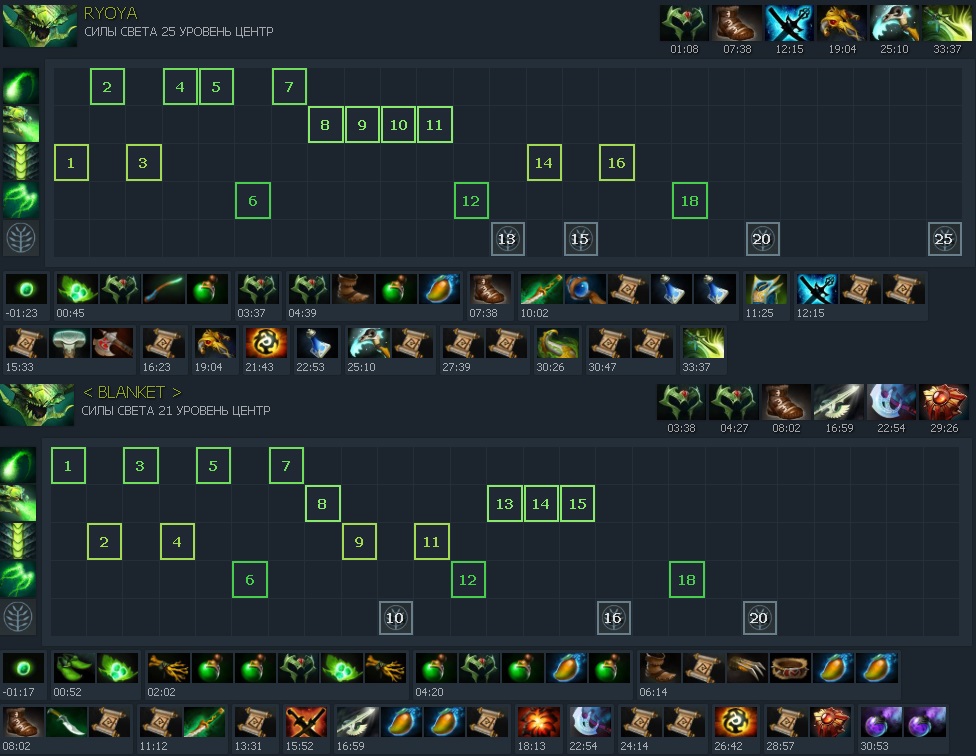 RYOYA
СИЛЫ СВЕТА 25 УРОВЕНЬ ЦЕНТР
01:08 07:38 12:15 19:04 25:10 33:37
2 4 5 7
8 9 10 11
1 3 14 16
6 12 18
13 15 20 25
-01:23 00:45 03:37 04:39 07:38 10:02 11:25 12:15
15:33 16:23 19:04 21:43 22:53 25:10 27:39 30:26 30:47 33:37
< BLANKET >
СИЛЫ СВЕТА 21 УРОВЕНЬ ЦЕНТР
03:38 04:27 08:02 16:59 22:54 29:26
1 3 5 7
8 13 14 15
2 4 9 11
6 12 18
10 16 20
-01:17 00:52 02:02 04:20 06:14
08:02 11:12 13:31 15:52 16:59 18:13 22:54 24:14 26:42 28:57 30:53